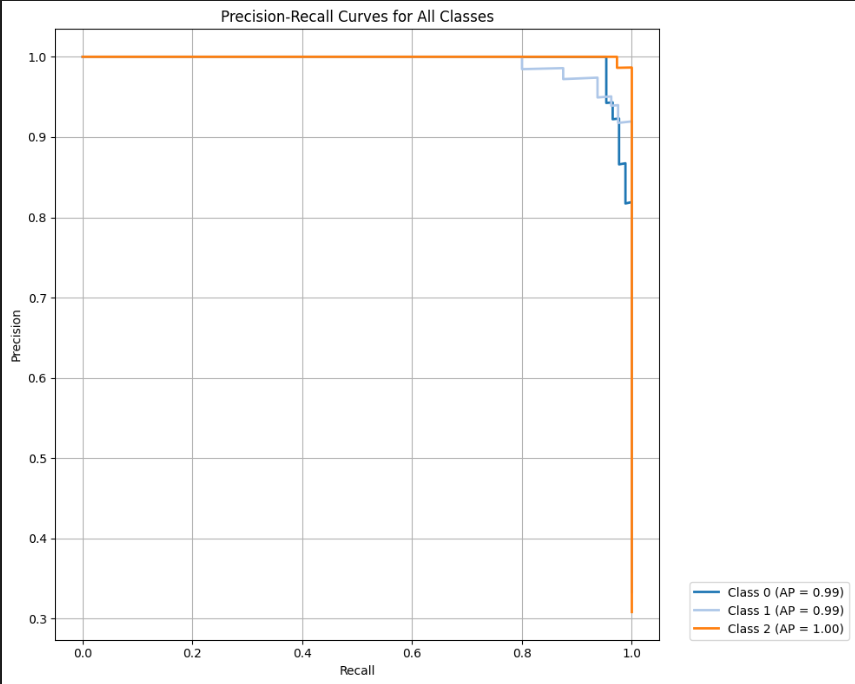 Precision-Recall Curves for All Classes
1.0
0.9
0.8
0.7
0.6
0.5
0.4
0.3
Precision
0.0 0.2 0.4 0.6 0.8 1.0
Recall
Class 0 (AP = 0.99)
Class 1 (AP = 0.99)
Class 2 (AP = 1.00)